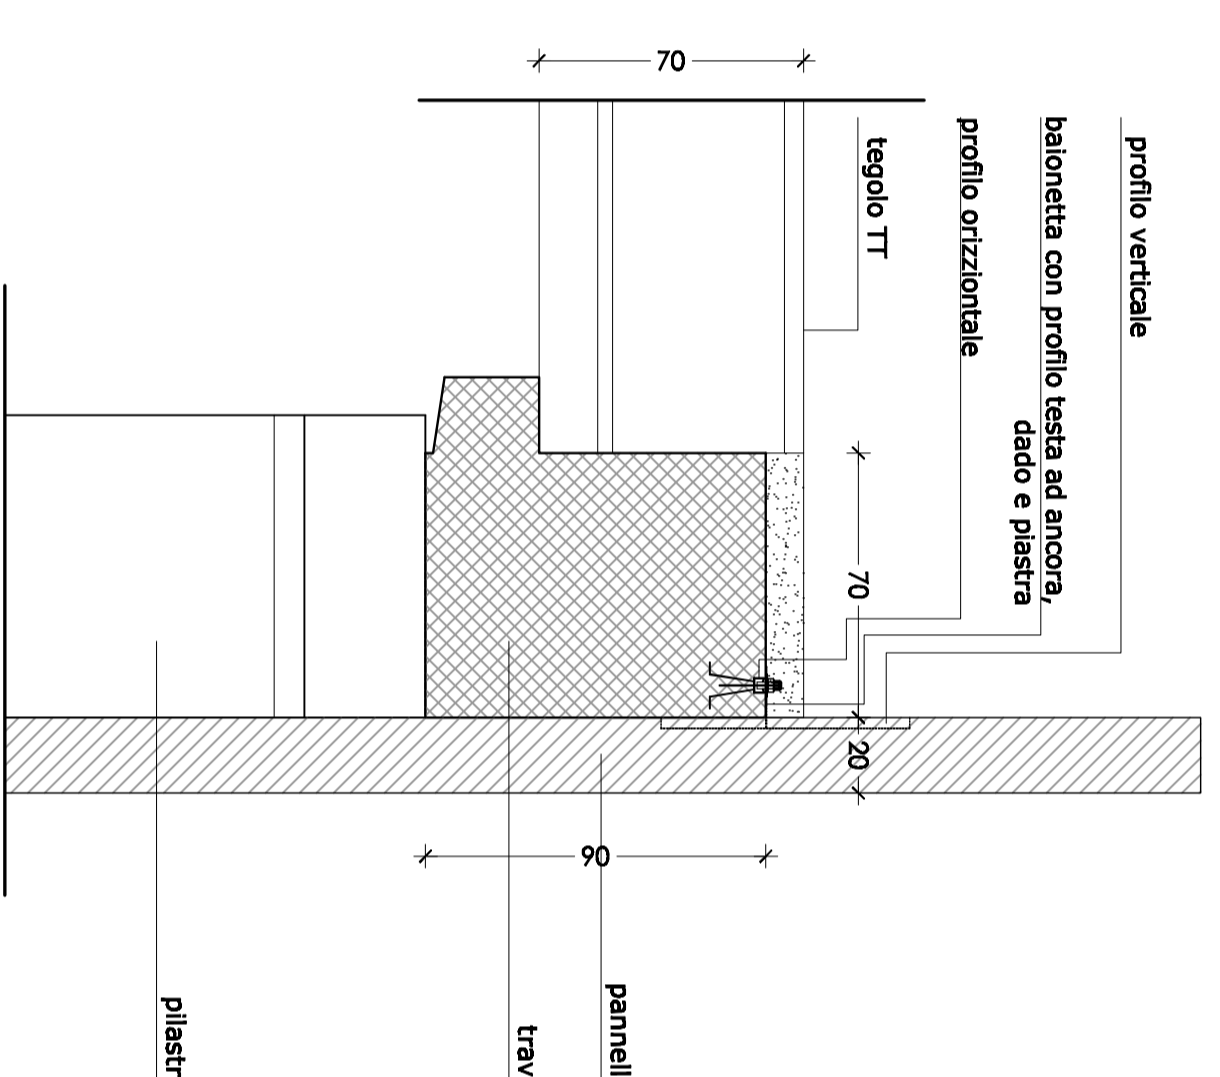 profilo verticale
baionetta con profilo testa ad ancora,
dado e piastra
profilo orizziontale
tegolo TT
70
70
20
90
pannell
trav
pilastr